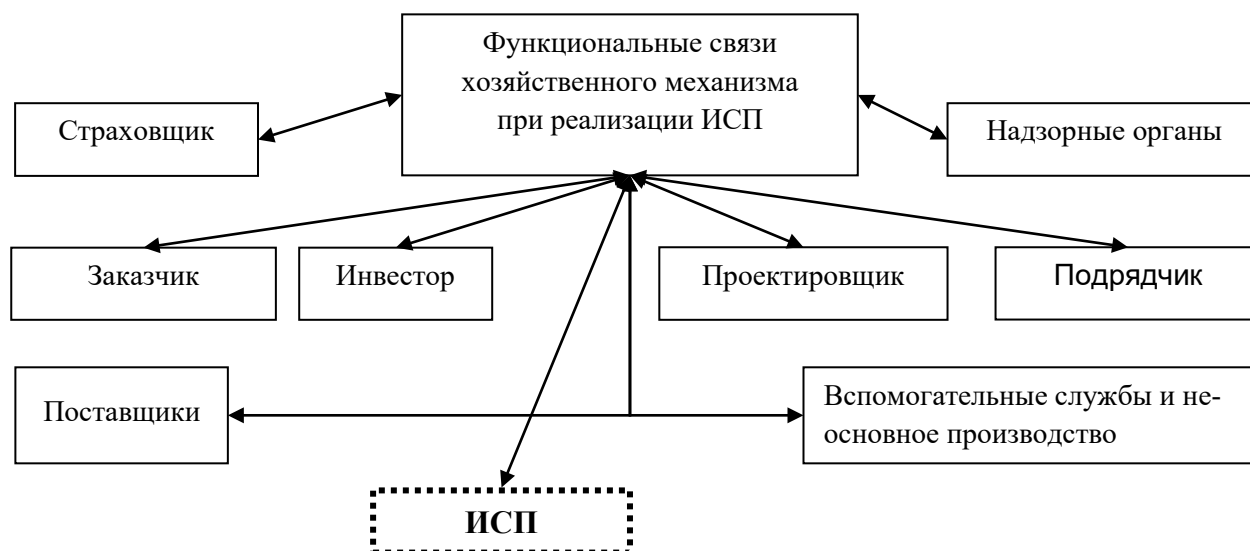 Функциональные связи
хозяйственного механизма
при реализации ИСП
Страховщик
Надзорные органы
Заказчик
Инвестор
Проектировщик
Подрядчик
Поставщики
Вспомогательные службы и не-
основное производство
ИСП